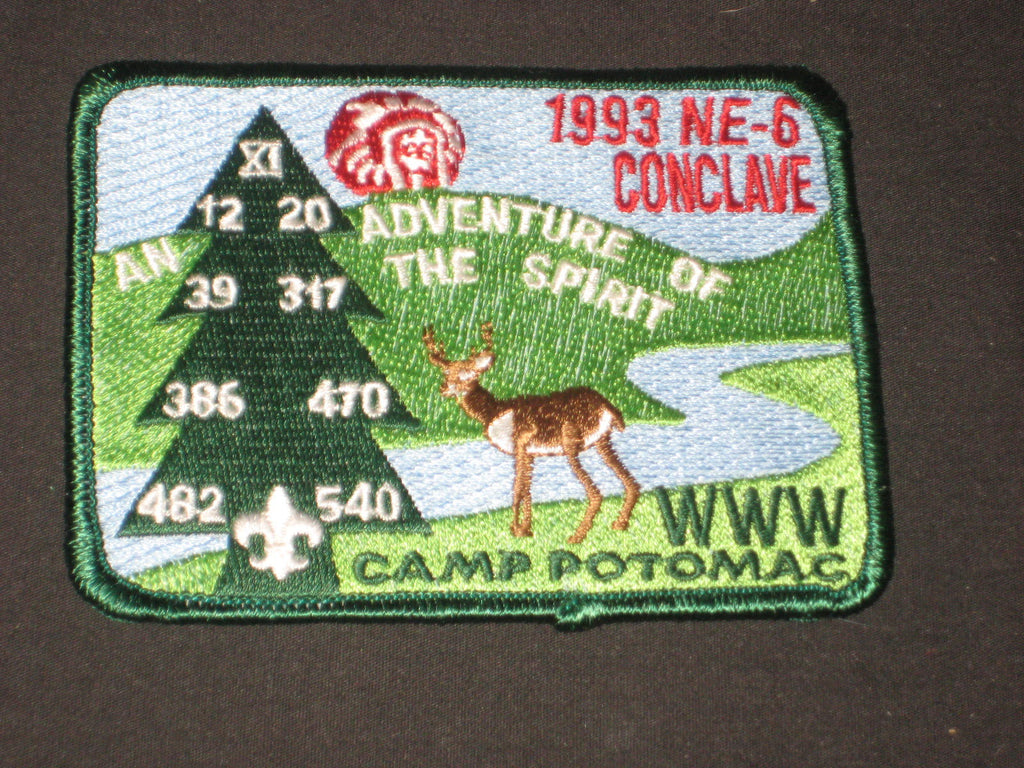 1993 NE-6
CONCLAVE
XI
12 20
39 317
386 470
482 540
AN ADVENTURE OF
THE SPIRIT
WWW
CAMP POTOMAC